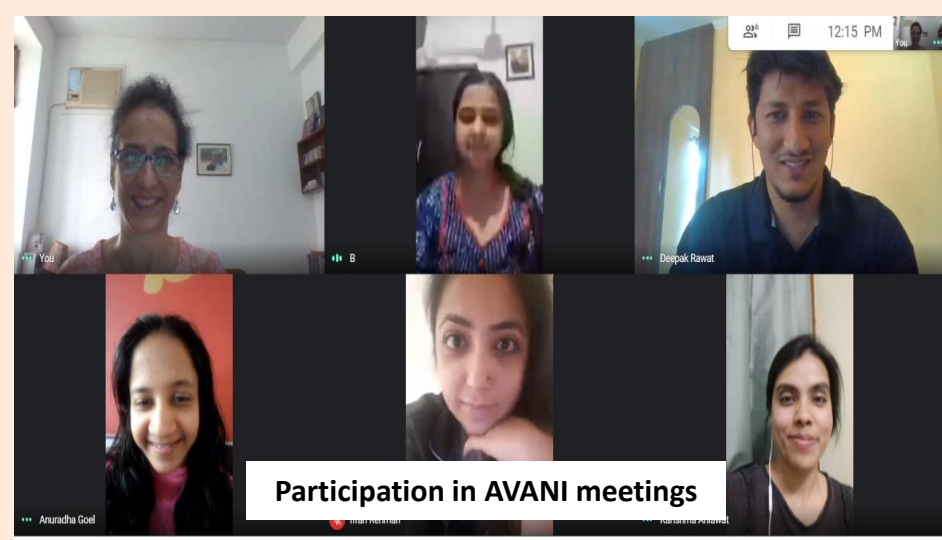 12:15 PM
You
You
B
Deepak Rawat
Participation in AVANI meetings
Anuradha Goel